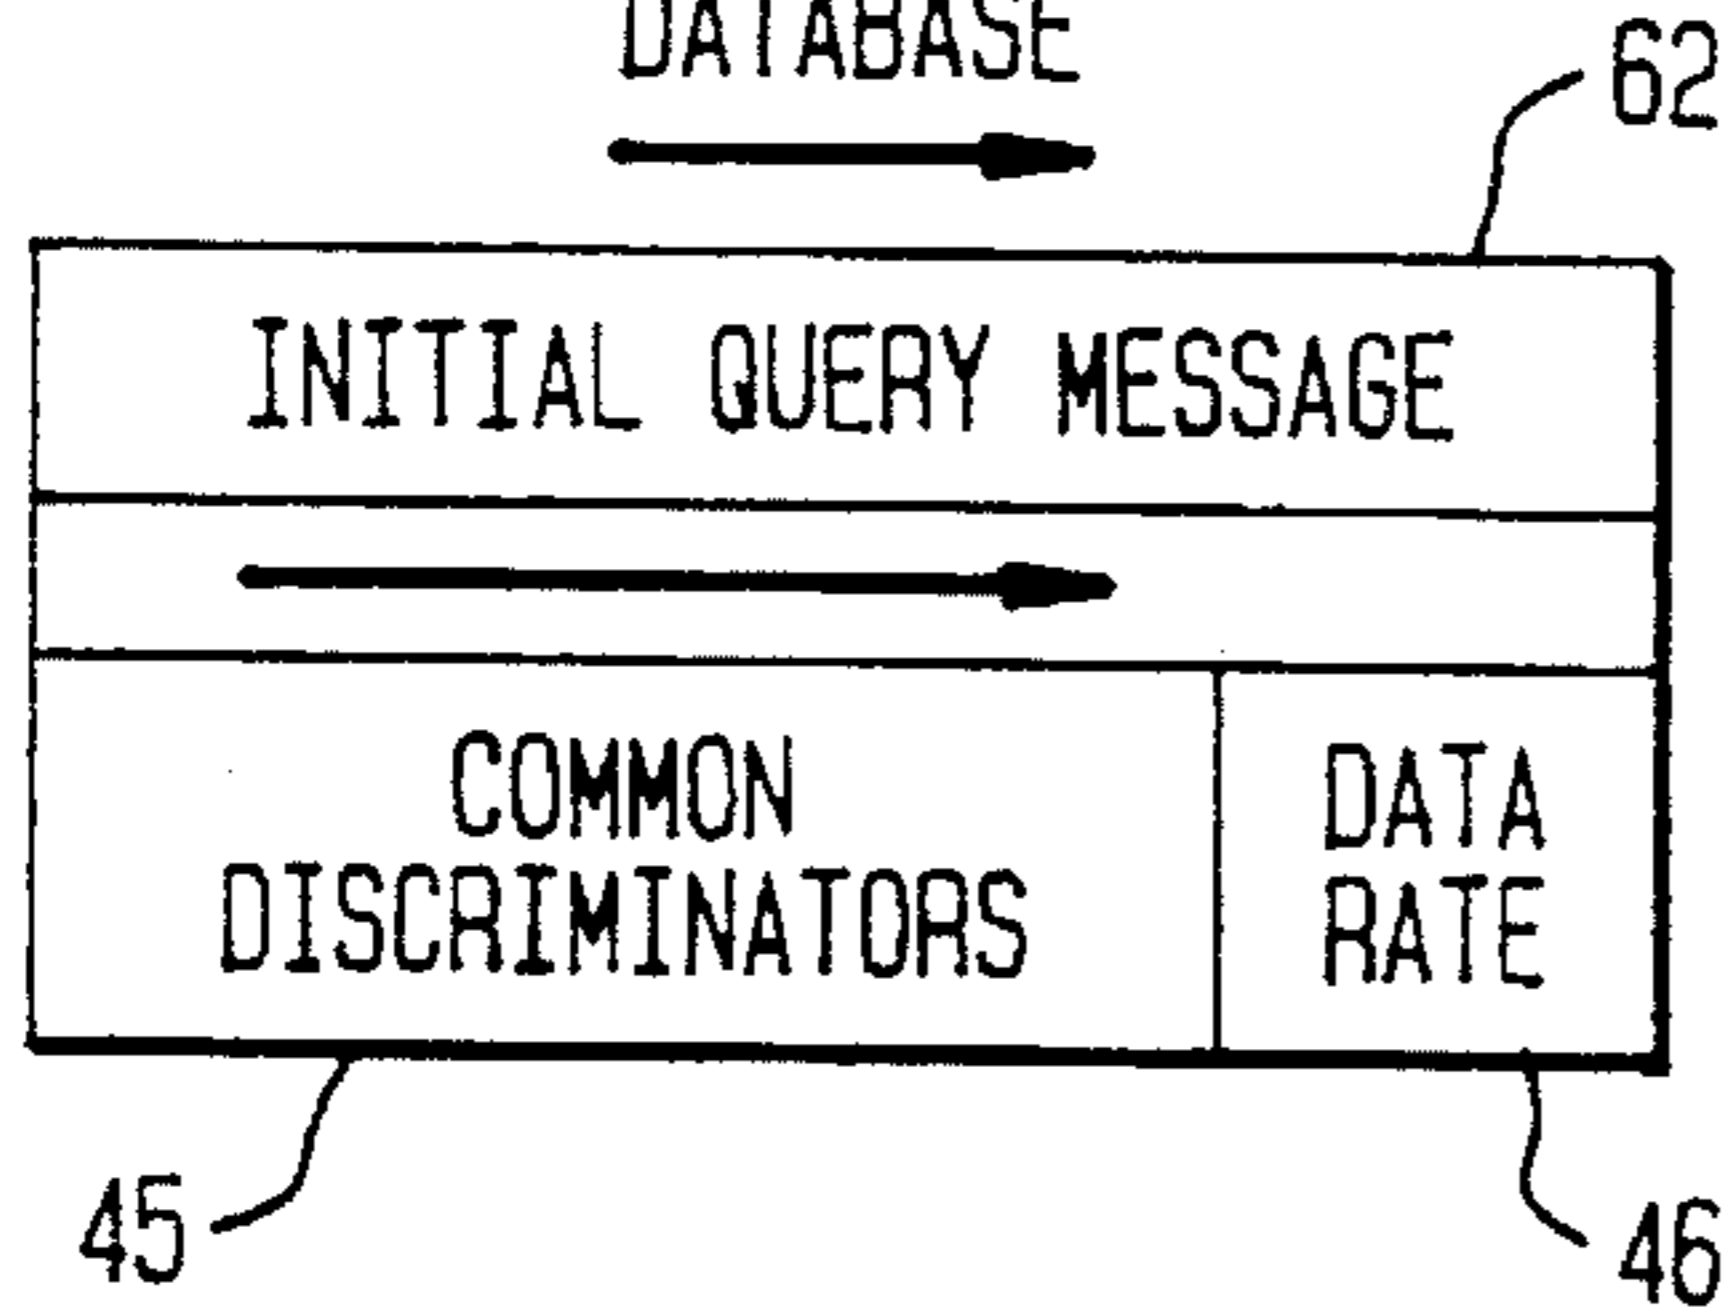 DATABASE
62
INITIAL QUERY MESSAGE
COMMON DISCRIMINATORS
DATA RATE
45
46